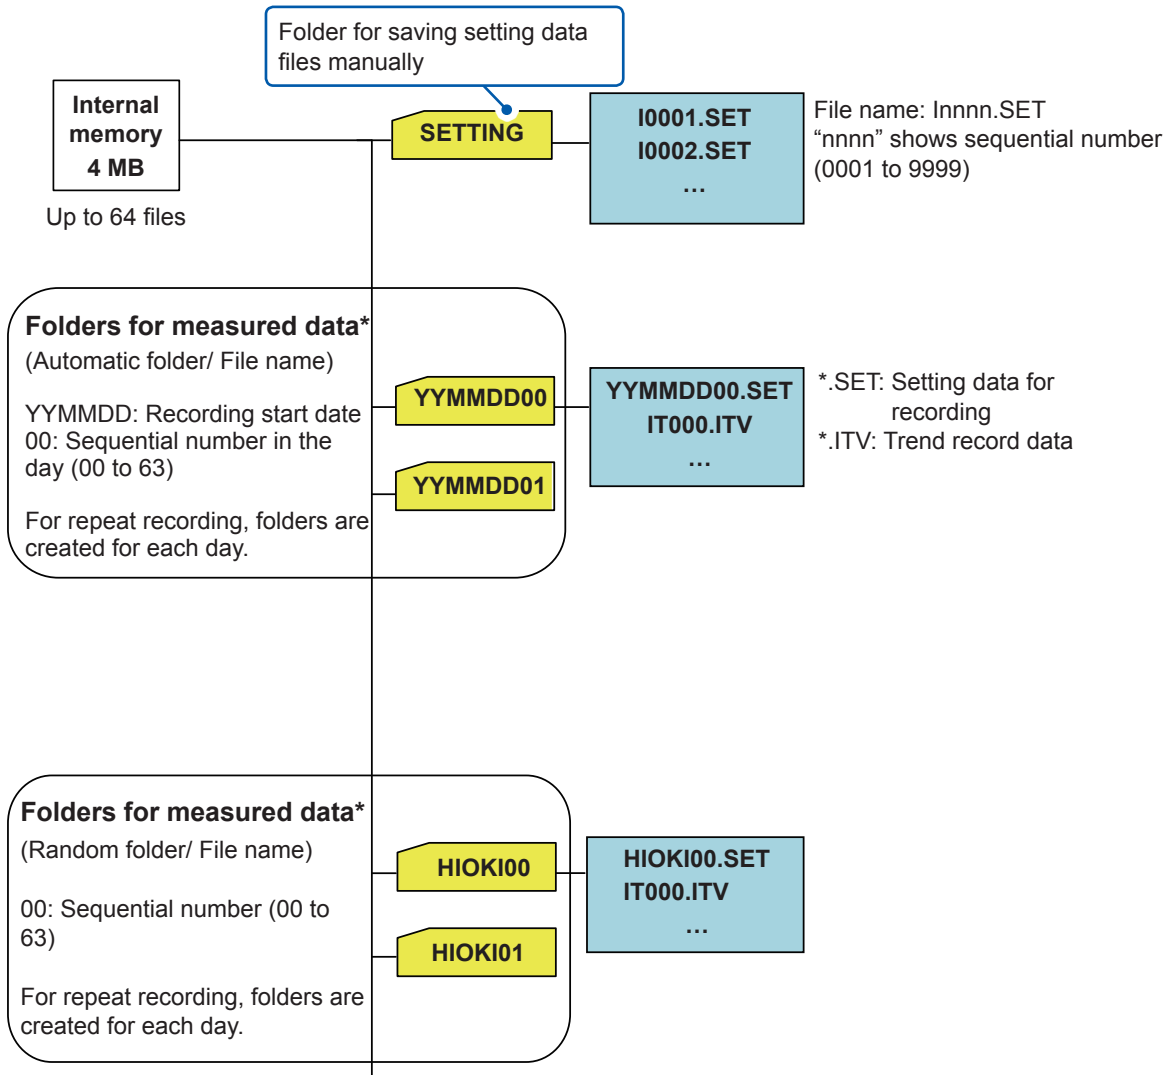 Folder for saving setting data
files manually
Internal
memory
4 MB
Up to 64 files
SETTING
I0001.SET
I0002.SET
…
File name: Innnn.SET
“nnnn” shows sequential number
(0001 to 9999)
Folders for measured data*
(Automatic folder/ File name)
YYMMDD: Recording start date
00: Sequential number in the
day (00 to 63)
For repeat recording, folders are
created for each day.
YYMMDD00
YYMMDD01
YYMMDD00.SET
IT000.ITV
…
*.SET: Setting data for
recording
*.ITV: Trend record data
Folders for measured data*
(Random folder/ File name)
00: Sequential number (00 to
63)
For repeat recording, folders are
created for each day.
HIOKI00
HIOKI01
HIOKI00.SET
IT000.ITV
…